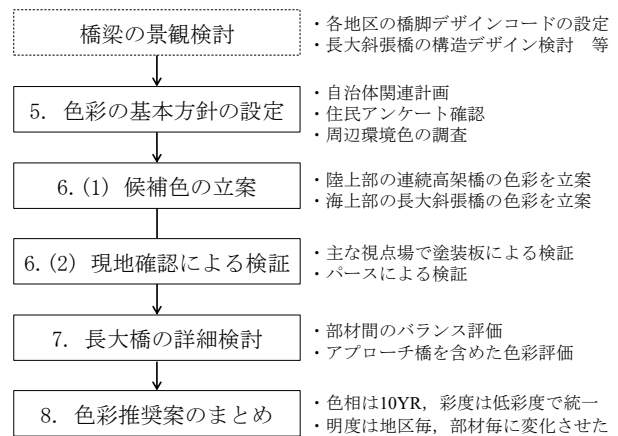 橋梁の景観検討
・各地区の橋脚デザインコードの設定
・長大斜張橋の構造デザイン検討　等
5. 色彩の基本方針の設定
・自治体関連計画
・住民アンケート確認
・周辺環境色の調査
6.(1) 候補色の立案
・陸上部の連続高架橋の色彩を立案
・海上部の長大斜張橋の色彩を立案
6.(2) 現地確認による検証
・主な視点場で塗装板による検証
・パースによる検証
7. 長大橋の詳細検討
・部材間のバランス評価
・アプローチ橋を含めた色彩評価
8. 色彩推奨案のまとめ
・色相は10YR，彩度は低彩度で統一
・明度は地区毎，部材毎に変化させた